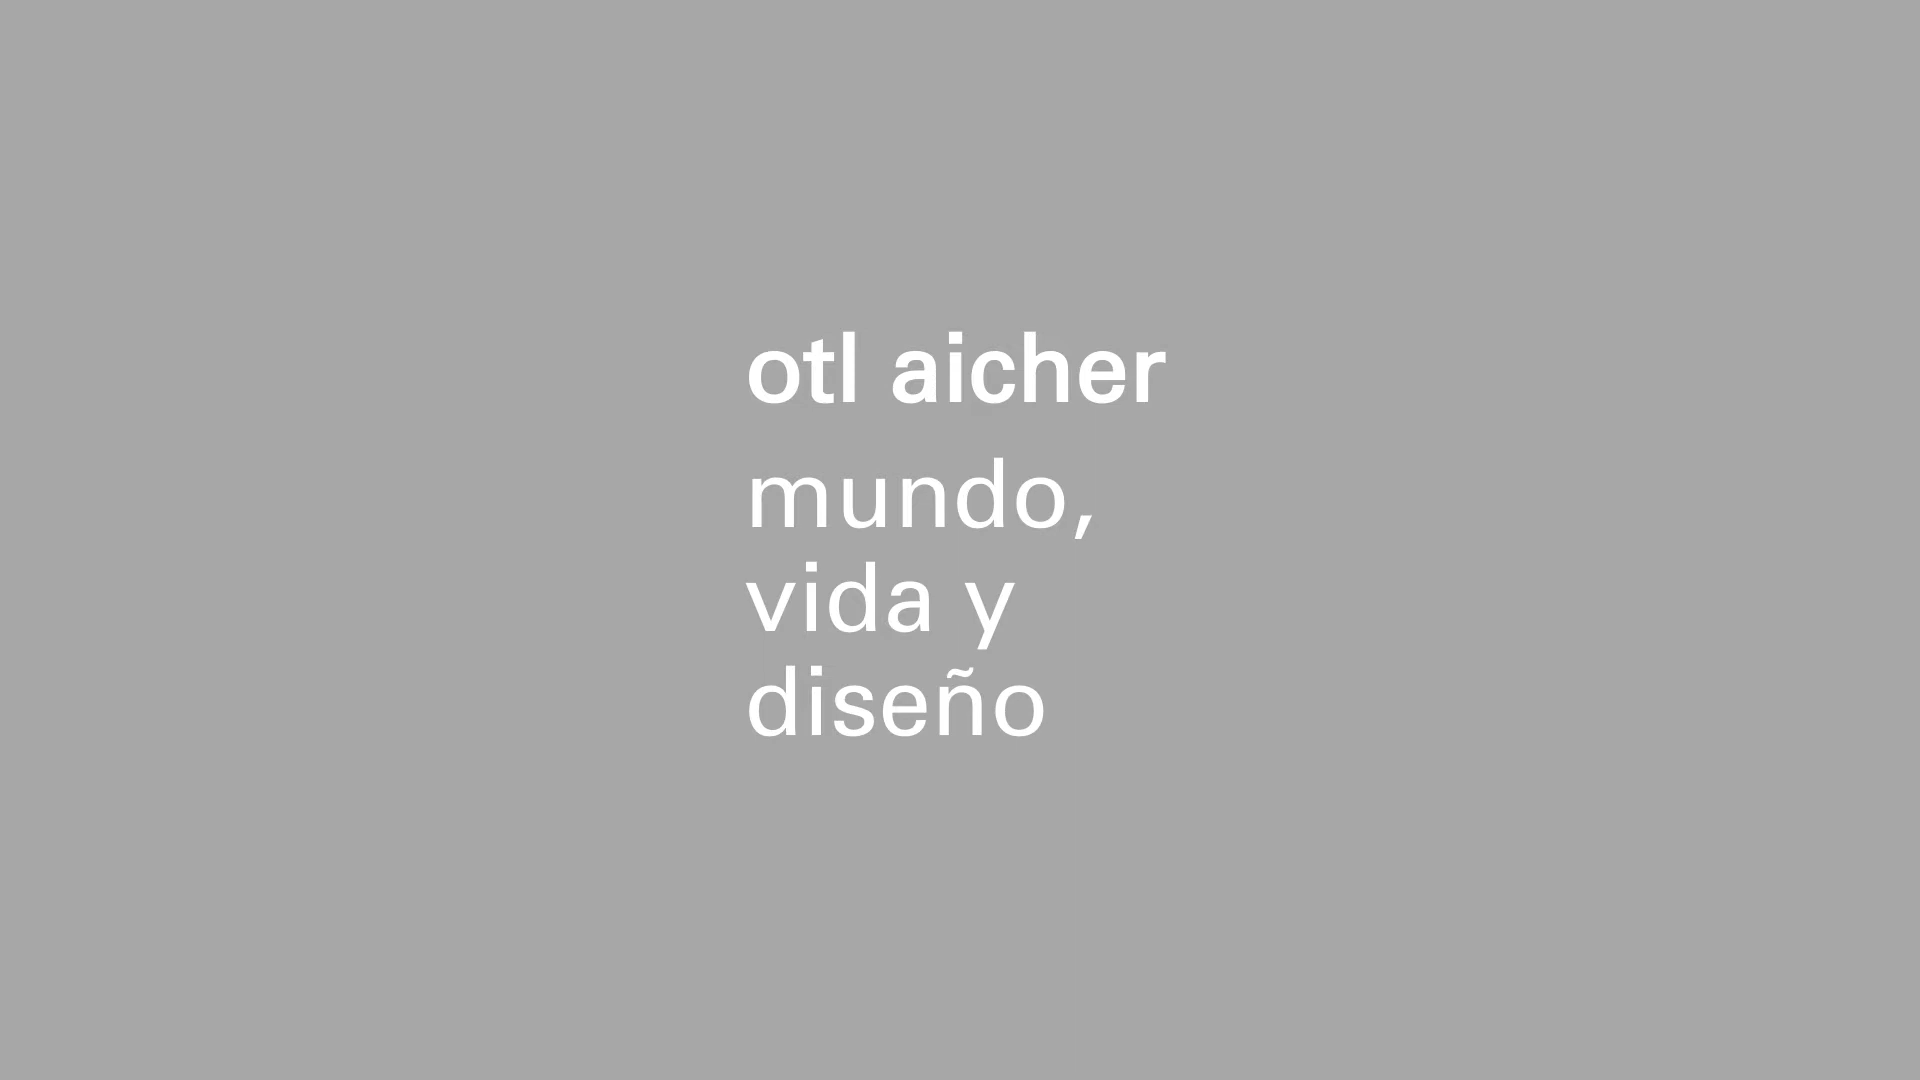 otl aicher
mundo,
vida y
diseño